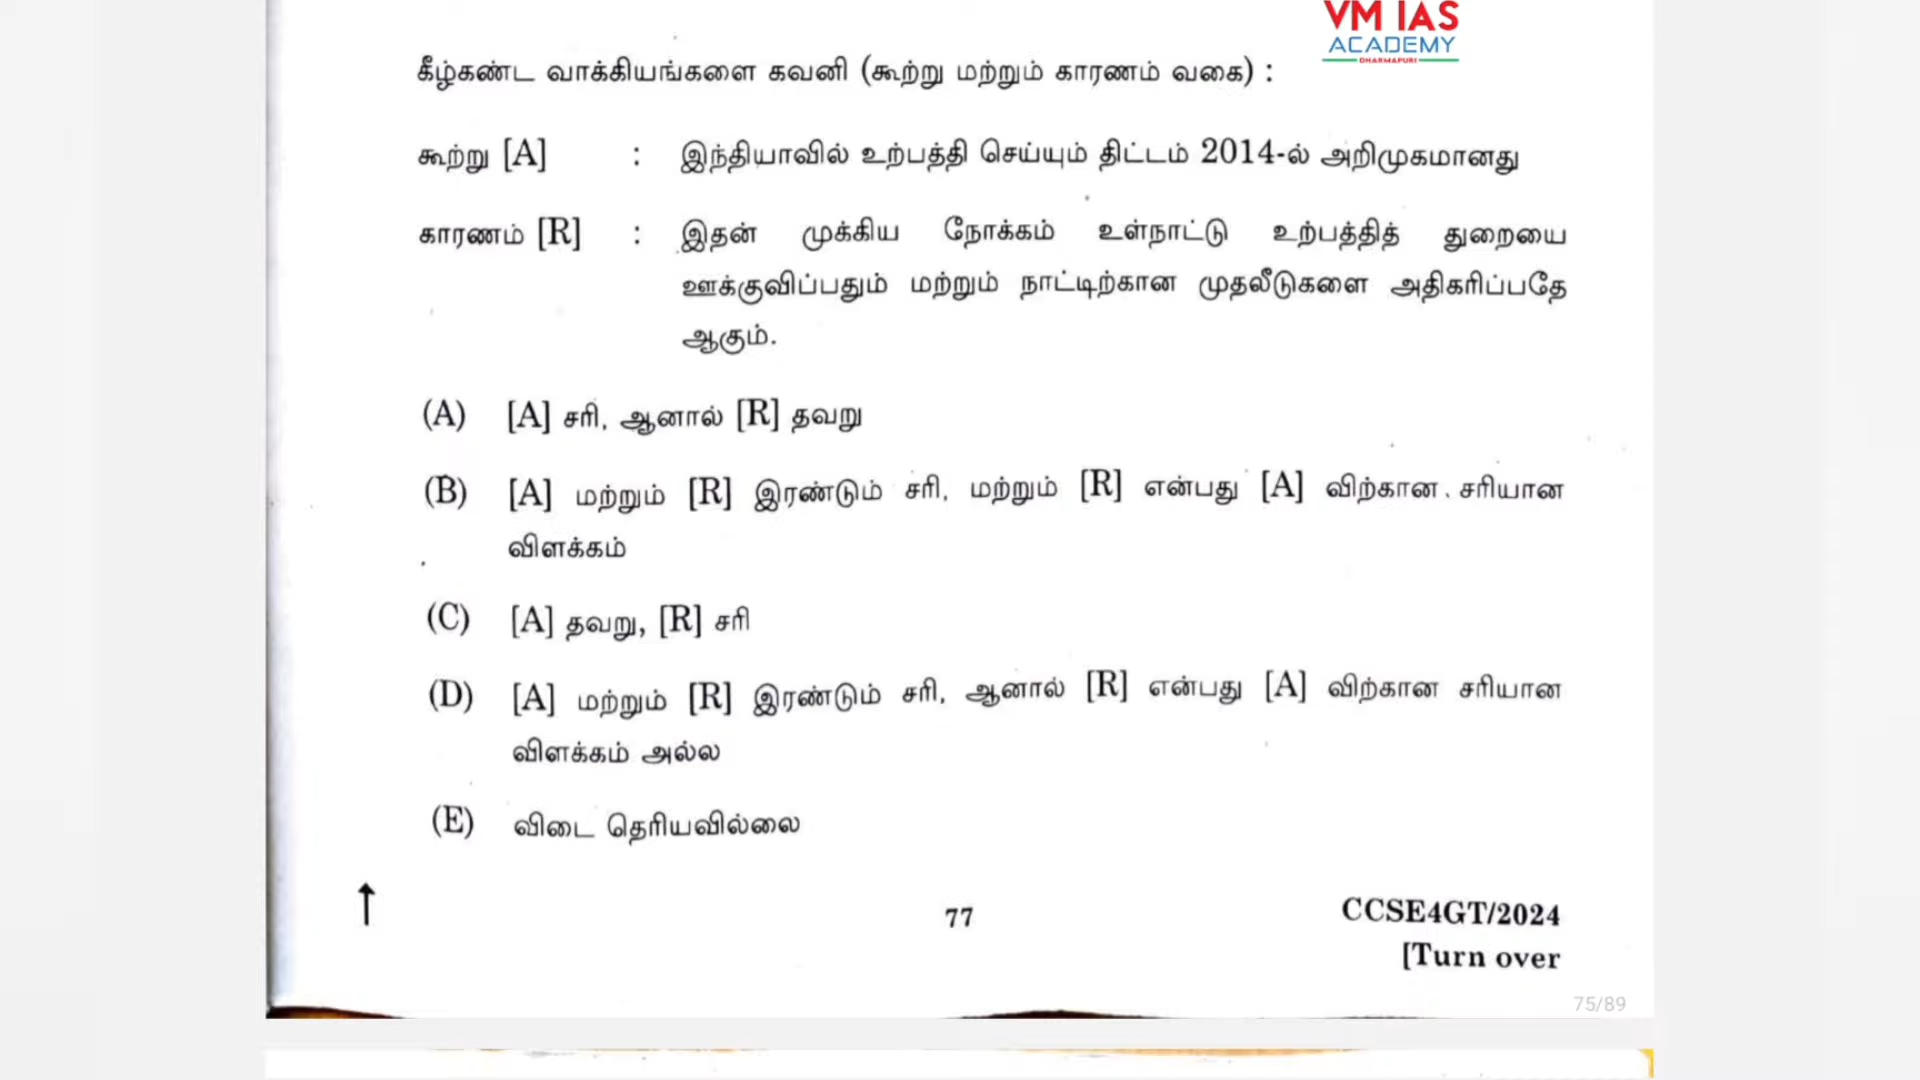 VM IAS
ACADEMY
DHARMAPURI
கீழ்கண்ட வாக்கியங்களை கவனி (கூற்று மற்றும் காரணம் வகை) :
கூற்று [A] : இந்தியாவில் உற்பத்தி செய்யும் திட்டம் 2014-ல் அறிமுகமானது
காரணம் [R] : இதன் முக்கிய நோக்கம் உள்நாட்டு உற்பத்தித் துறையை
ஊக்குவிப்பதும் மற்றும் நாட்டிற்கான முதலீடுகளை அதிகரிப்பதே
ஆகும்.
(A) [A] சரி, ஆனால் [R] தவறு
(B) [A] மற்றும் [R] இரண்டும் சரி, மற்றும் [R] என்பது [A] விற்கான சரியான
விளக்கம்
(C) [A] தவறு, [R] சரி
(D) [A] மற்றும் [R] இரண்டும் சரி, ஆனால் [R] என்பது [A] விற்கான சரியான
விளக்கம் அல்ல
(E) விடை தெரியவில்லை
↑ 77 CCSE4GT/2024
[Turn over
75/89